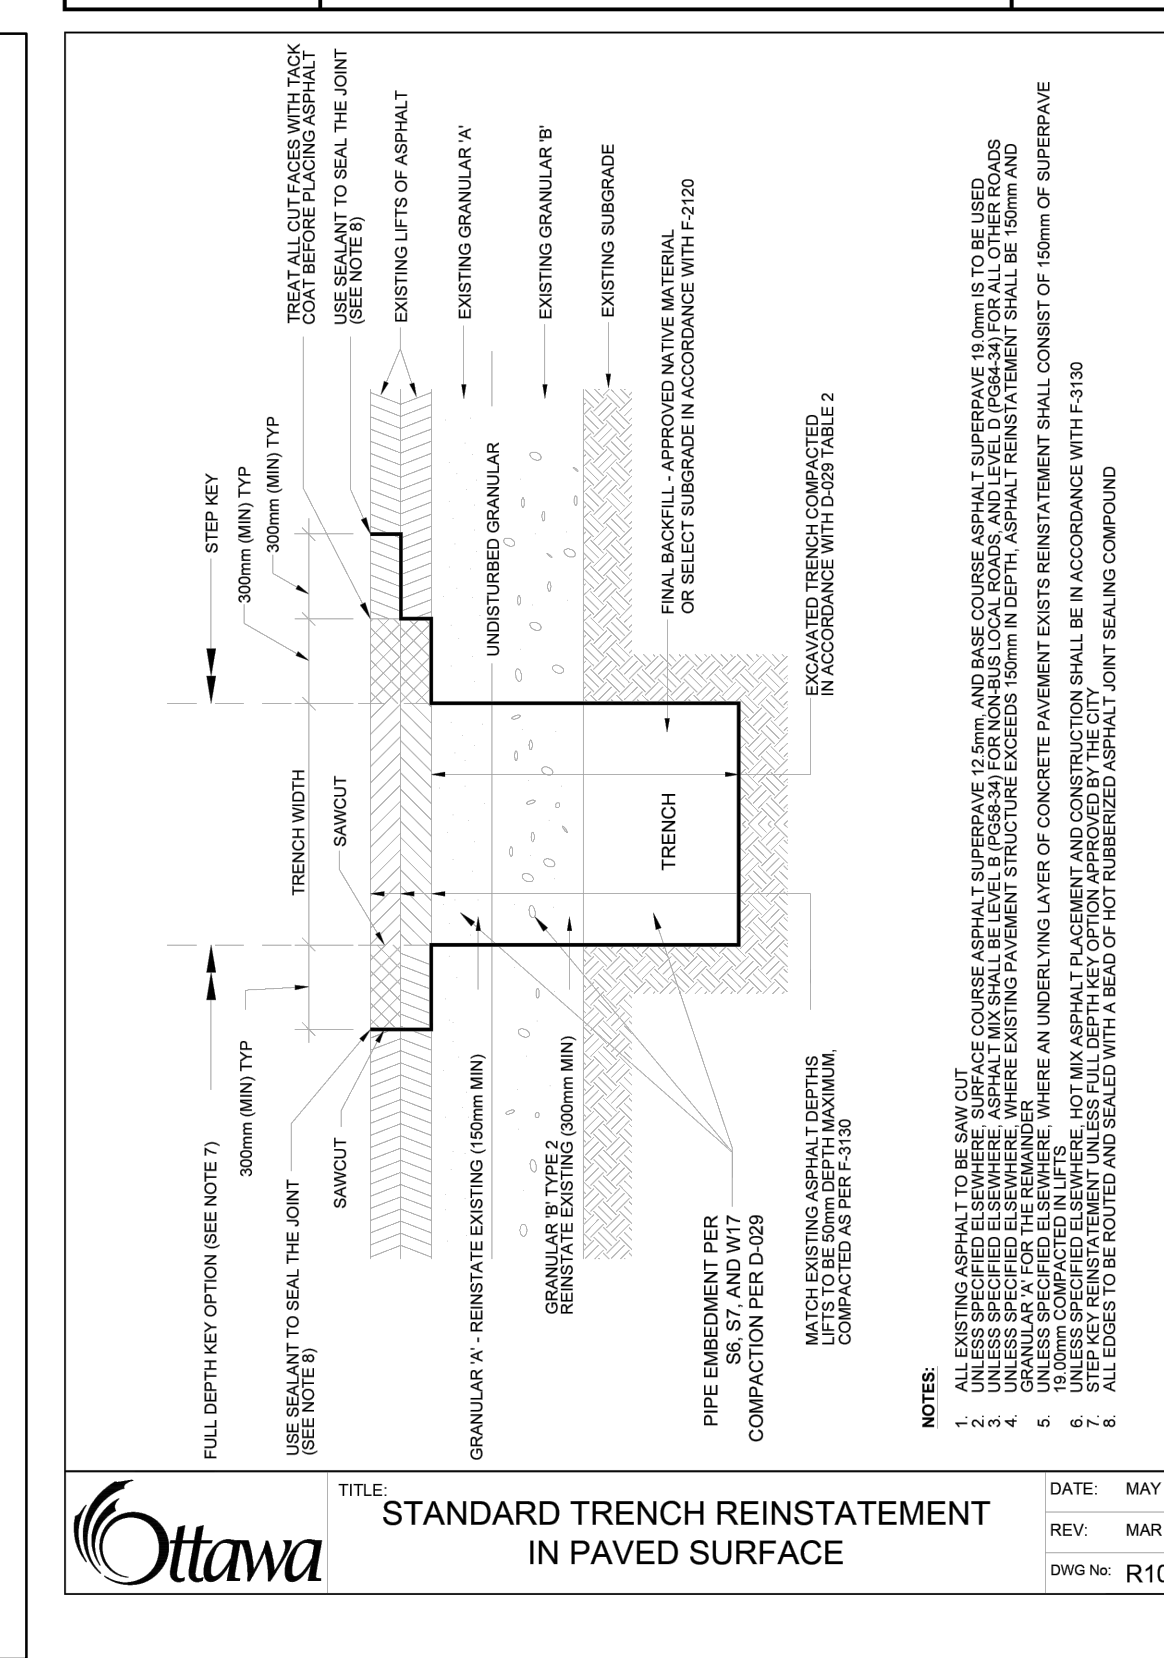 FULL DEPTH KEY OPTION (SEE NOTE 7)
STEP KEY
300mm (MIN) TYP
300mm (MIN) TYP
300mm (MIN) TYP
TRENCH WIDTH
USE SEALANT TO SEAL THE JOINT
(SEE NOTE 8)
SAWCUT
SAWCUT
TREAT ALL CUT FACES WITH TACK
COAT BEFORE PLACING ASPHALT
USE SEALANT TO SEAL THE JOINT
(SEE NOTE 8)
EXISTING LIFTS OF ASPHALT
EXISTING GRANULAR 'A'
EXISTING GRANULAR 'B'
EXISTING SUBGRADE
GRANULAR 'A' - REINSTATE EXISTING (150mm MIN)
UNDISTURBED GRANULAR
GRANULAR 'B' TYPE 2
REINSTATE EXISTING (300mm MIN)
TRENCH
FINAL BACKFILL - APPROVED NATIVE MATERIAL
OR SELECT SUBGRADE IN ACCORDANCE WITH F-2120
PIPE EMBEDMENT PER
S6, S7, AND W17
COMPACTION PER D-029
MATCH EXISTING ASPHALT DEPTHS
LIFTS TO BE 50mm DEPTH MAXIMUM,
COMPACTED AS PER F-3130
EXCAVATED TRENCH COMPACTED
IN ACCORDANCE WITH D-029 TABLE 2
NOTES:
1. ALL EXISTING ASPHALT TO BE SAW CUT
2. UNLESS SPECIFIED ELSEWHERE, SURFACE COURSE ASPHALT SUPERPAVE 12.5mm, AND BASE COURSE ASPHALT SUPERPAVE 19.0mm IS TO BE USED
3. UNLESS SPECIFIED ELSEWHERE, ASPHALT MIX SHALL BE LEVEL B (PG58-34) FOR NON-BUS LOCAL ROADS, AND LEVEL D (PG64-34) FOR ALL OTHER ROADS
4. UNLESS SPECIFIED ELSEWHERE, WHERE EXISTING PAVEMENT STRUCTURE EXCEEDS 150mm IN DEPTH, ASPHALT REINSTATEMENT SHALL BE 150mm AND
GRANULAR 'A' FOR THE REMAINDER
5. UNLESS SPECIFIED ELSEWHERE, WHERE AN UNDERLYING LAYER OF CONCRETE PAVEMENT EXISTS REINSTATEMENT SHALL CONSIST OF 150mm OF SUPERPAVE
19.00mm COMPACTED IN LIFTS
6. UNLESS SPECIFIED ELSEWHERE, HOT MIX ASPHALT PLACEMENT AND CONSTRUCTION SHALL BE IN ACCORDANCE WITH F-3130
7. STEP KEY REINSTATEMENT UNLESS FULL DEPTH KEY OPTION APPROVED BY THE CITY
8. ALL EDGES TO BE ROUTED AND SEALED WITH A BEAD OF HOT RUBBERIZED ASPHALT JOINT SEALING COMPOUND
Ottawa
TITLE:
STANDARD TRENCH REINSTATEMENT
IN PAVED SURFACE
DATE: MAY
REV: MAR
DWG No: R10